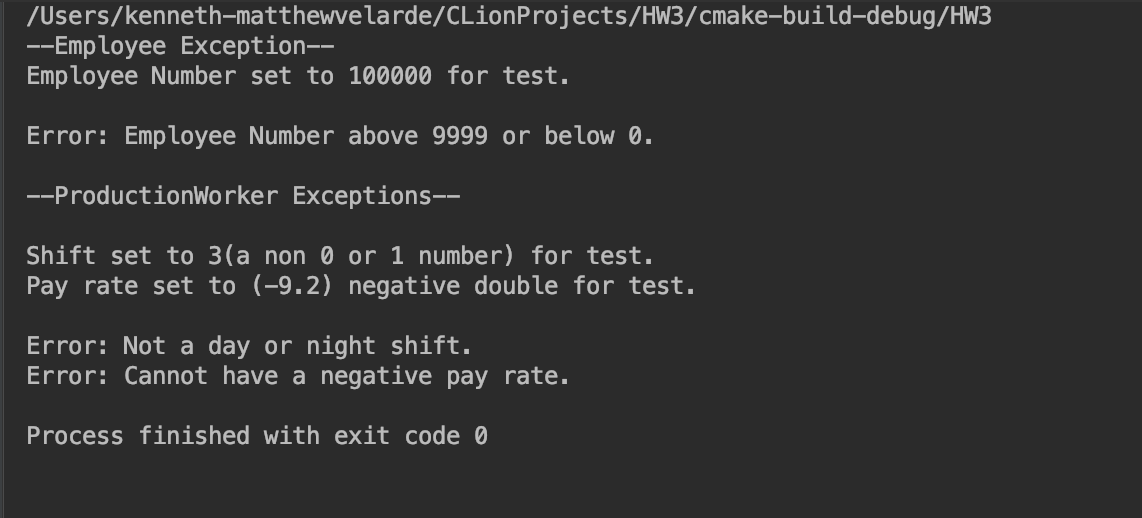 /Users/kenneth-matthewvelarde/CLionProjects/HW3/cmake-build-debug/HW3
--Employee Exception--
Employee Number set to 100000 for test.
Error: Employee Number above 9999 or below 0.
--ProductionWorker Exceptions--
Shift set to 3(a non 0 or 1 number) for test.
Pay rate set to (-9.2) negative double for test.
Error: Not a day or night shift.
Error: Cannot have a negative pay rate.
Process finished with exit code 0